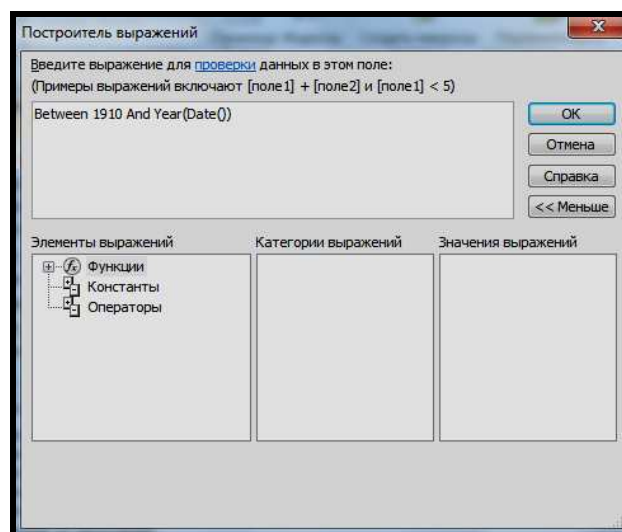 Построитель выражений
Введите выражение для проверки данных в этом поле:
(Примеры выражений включают [поле1] + [поле2] и [поле1] < 5)
Between 1910 And Year(Date())
ОК
Отмена
Справка
<< Меньше
Элементы выражений
Категории выражений
Значения выражений
Функции
Константы
Операторы